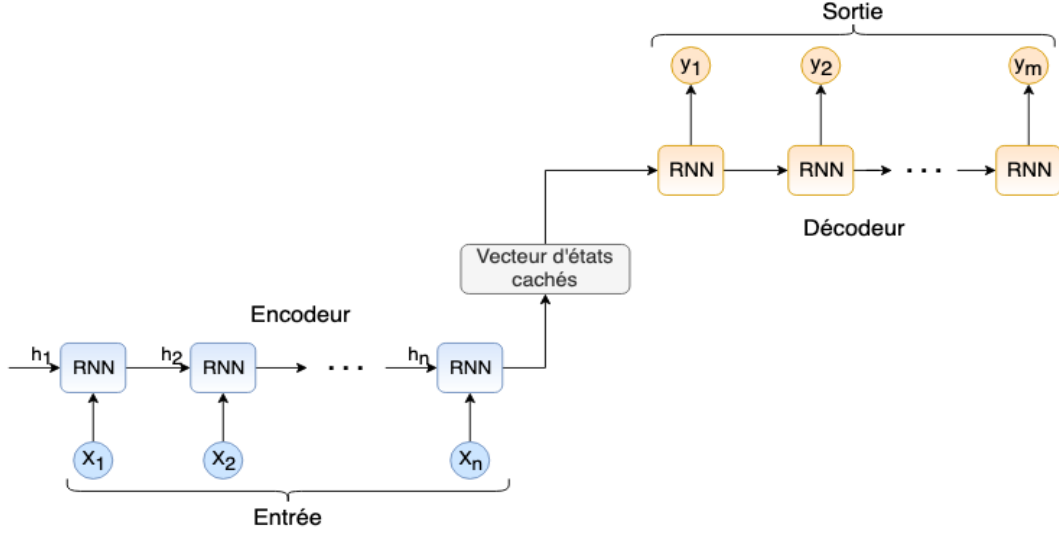 Sortie
y1 y2 ym
RNN RNN ... RNN
Décodeur
Vecteur d'états
cachés
Encodeur
h1 RNN h2 RNN ... hn RNN
x1 x2 xn
Entrée